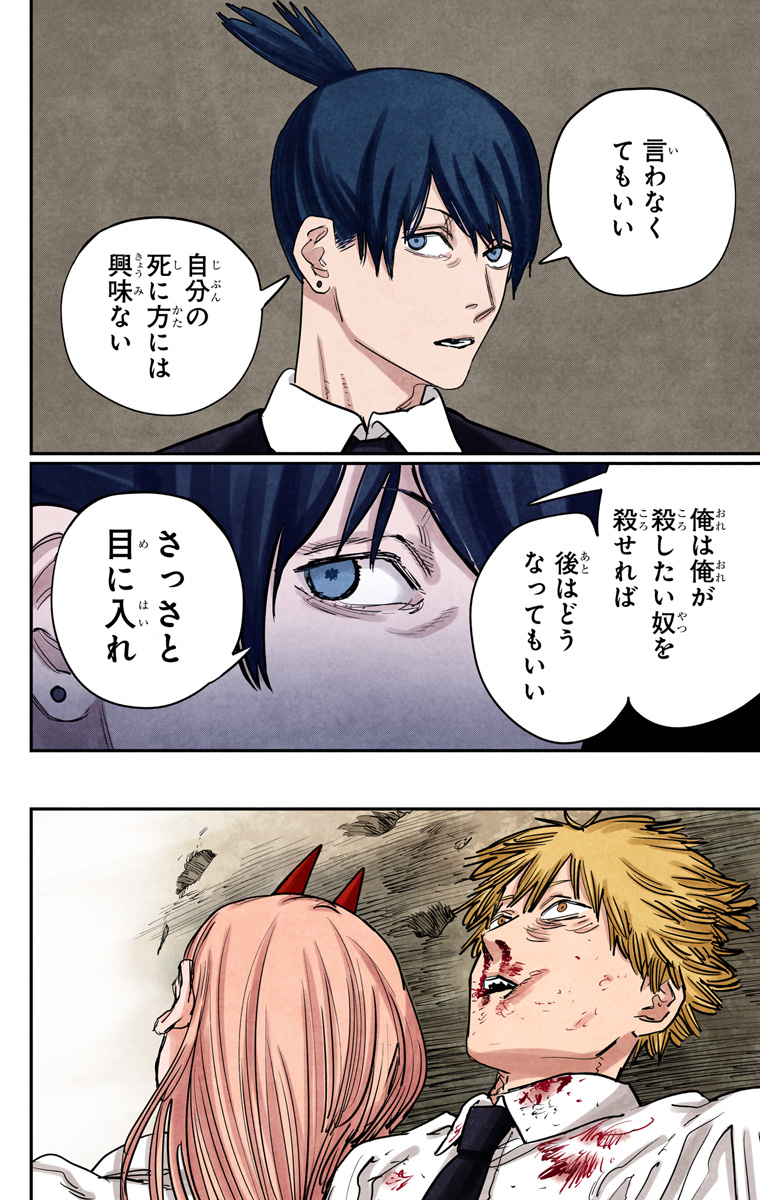 言わなく
てもいい
自分の
死に方には
興味ない
俺は俺が
殺したい奴を
殺せれば
後はどう
なってもいい
さっさと
目に入れ